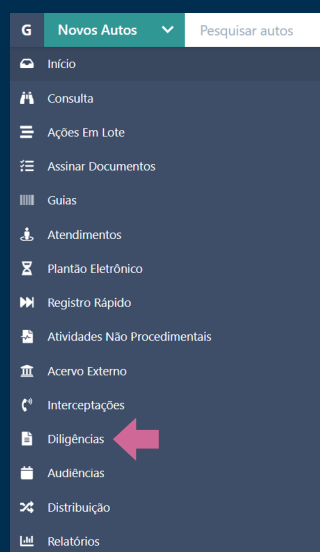 G Novos Autos Pesquisar autos
Início
Consulta
Ações Em Lote
Assinar Documentos
Guias
Atendimentos
Plantão Eletrônico
Registro Rápido
Atividades Não Procedimentais
Acervo Externo
Interceptações
Diligências
Audiências
Distribuição
Relatórios